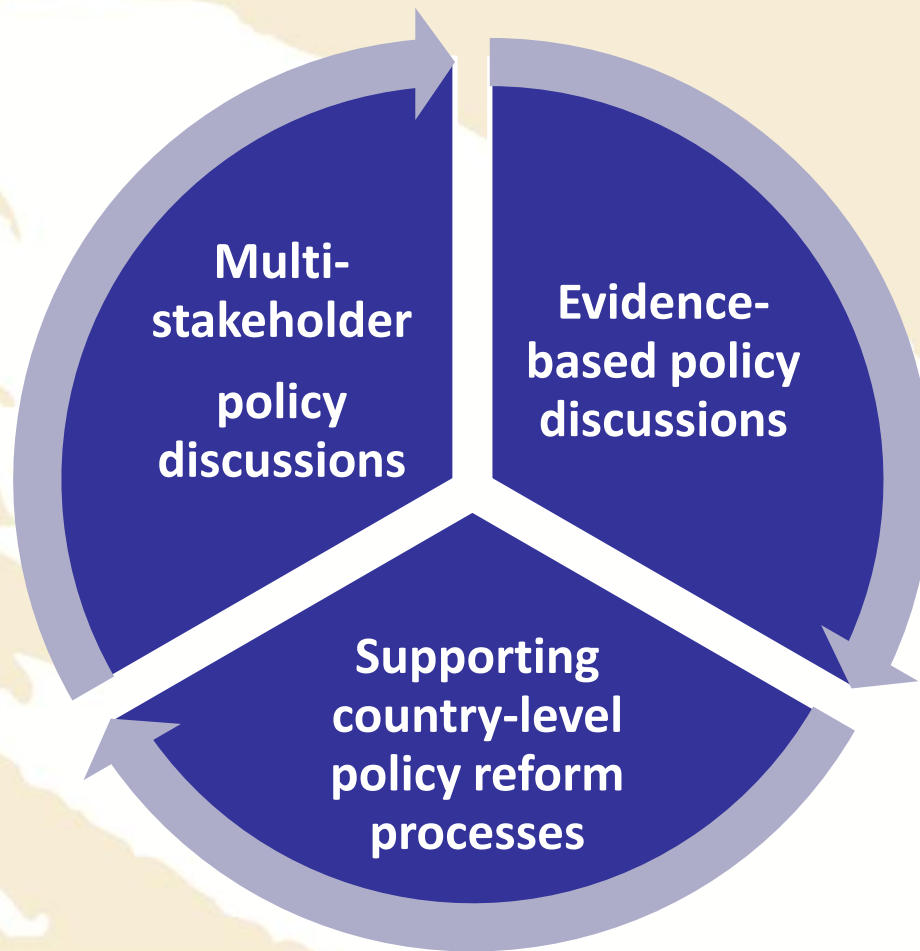 Multi-
stakeholder
policy
discussions
Evidence-
based policy
discussions
Supporting
country-level
policy reform
processes